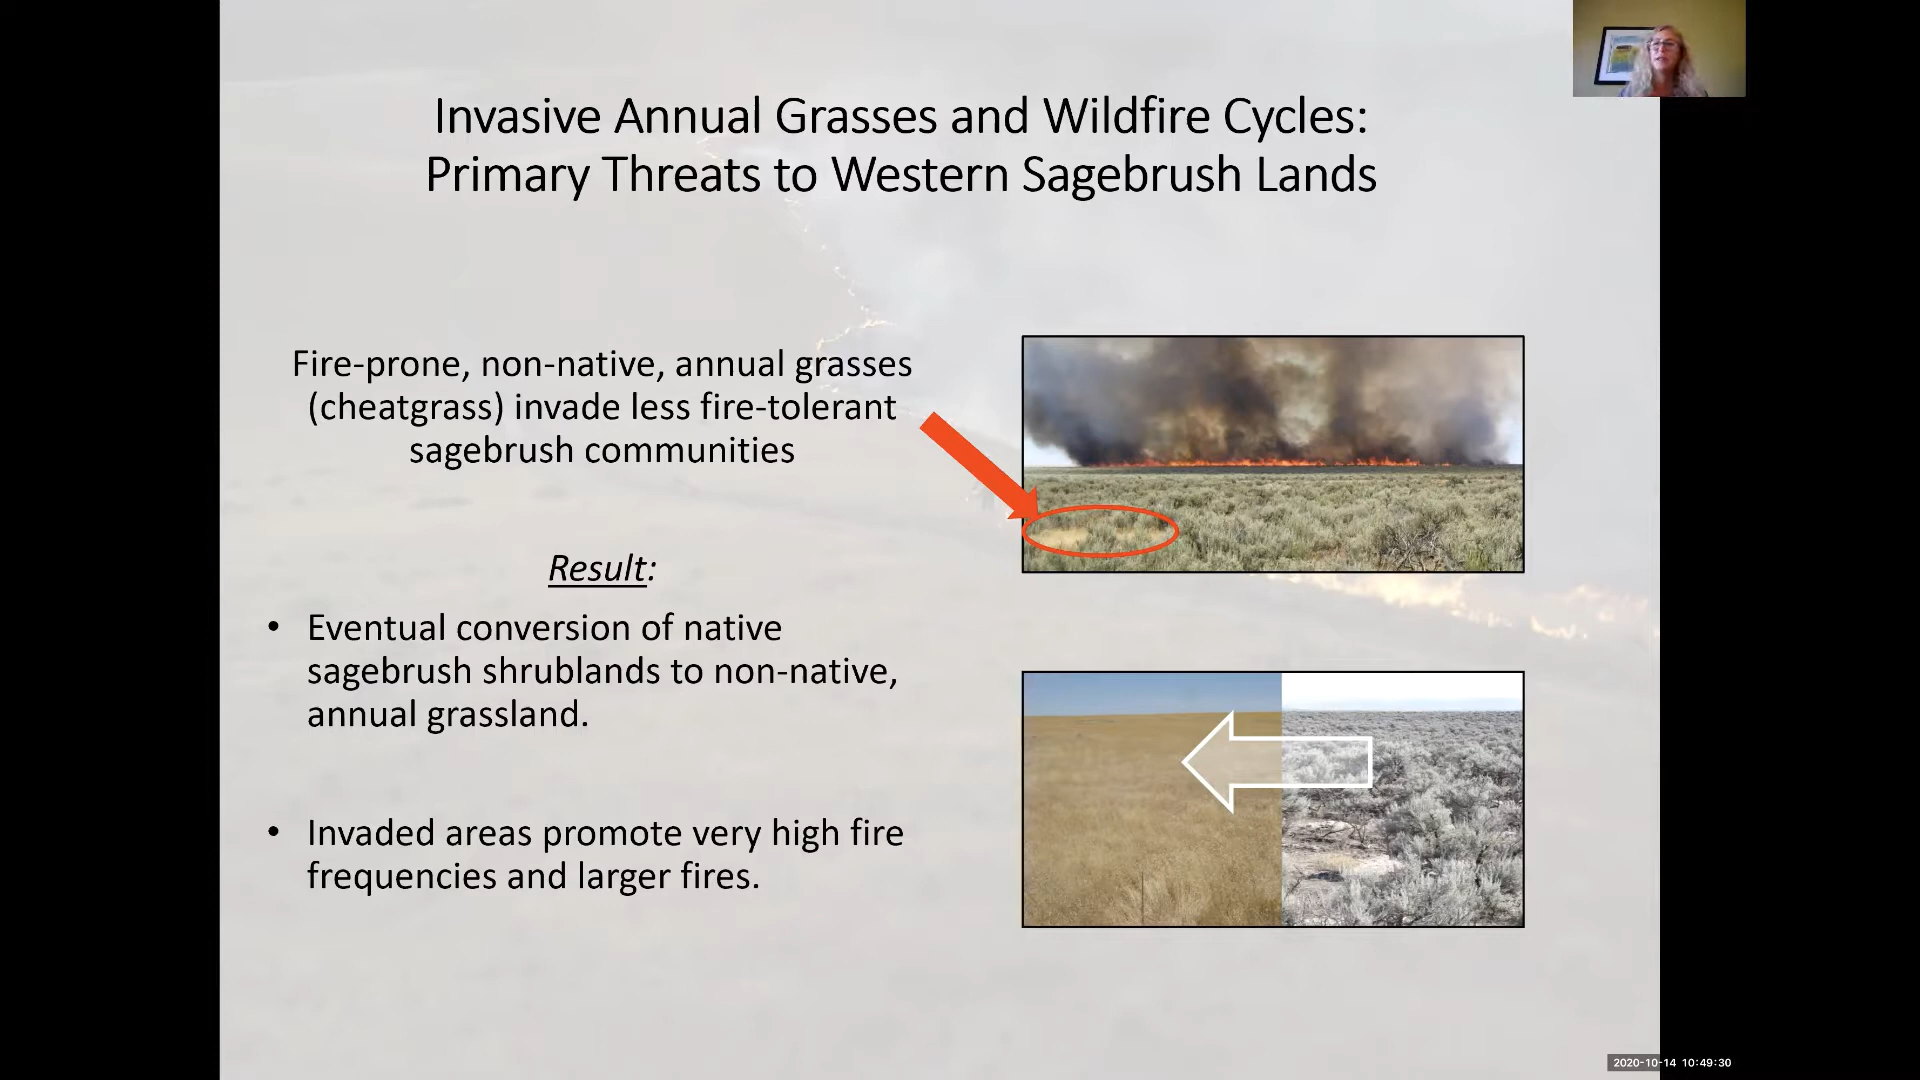 Invasive Annual Grasses and Wildfire Cycles:
Primary Threats to Western Sagebrush Lands
Fire-prone, non-native, annual grasses
(cheatgrass) invade less fire-tolerant
sagebrush communities
Result:
• Eventual conversion of native
sagebrush shrublands to non-native,
annual grassland.
• Invaded areas promote very high fire
frequencies and larger fires.
2020-10-14 10:49:30